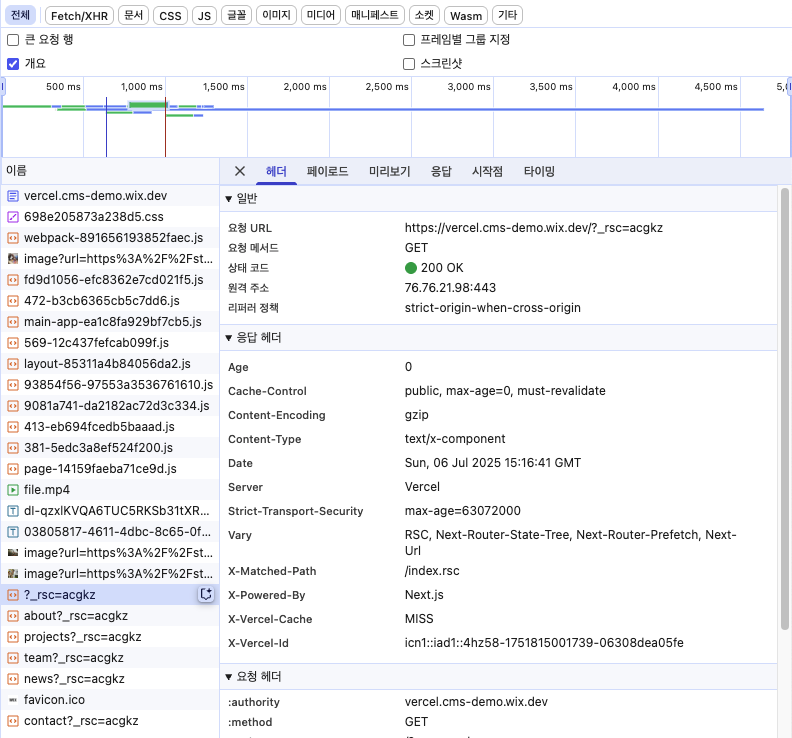 전체 Fetch/XHR 문서 CSS JS 글꼴 이미지 미디어 매니페스트 소켓 Wasm 기타
큰 요청 행 프레임별 그룹 지정
개요 스크린샷
500 ms 1,000 ms 1,500 ms 2,000 ms 2,500 ms 3,000 ms 3,500 ms 4,000 ms 4,500 ms 5,0
이름
vercel.cms-demo.wix.dev
698e205873a238d5.css
webpack-891656193852faec.js
image?url=https%3A%2F%2Fst...
fd9d1056-efc8362e7cd021f5.js
472-b3cb6365cb5c7dd6.js
main-app-ea1c8fa929bf7cb5.js
569-12c437fefcab099f.js
layout-85311a4b84056da2.js
93854f56-97553a3536761610.js
9081a741-da2182ac72d3c334.js
413-eb694fcedb5baaad.js
381-5edc3a8ef524f200.js
page-14159faeba71ce9d.js
file.mp4
dl-qzxlKVQA6TUC5RKSb31tXR...
03805817-4611-4dbc-8c65-0f...
image?url=https%3A%2F%2Fst...
image?url=https%3A%2F%2Fst...
?_rsc=acgkz
about?_rsc=acgkz
projects?_rsc=acgkz
team?_rsc=acgkz
news?_rsc=acgkz
favicon.ico
contact?_rsc=acgkz
헤더 페이로드 미리보기 응답 시작점 타이밍
일반
요청 URL https://vercel.cms-demo.wix.dev/?_rsc=acgkz
요청 메서드 GET
상태 코드 200 OK
원격 주소 76.76.21.98:443
리퍼러 정책 strict-origin-when-cross-origin
응답 헤더
Age 0
Cache-Control public, max-age=0, must-revalidate
Content-Encoding gzip
Content-Type text/x-component
Date Sun, 06 Jul 2025 15:16:41 GMT
Server Vercel
Strict-Transport-Security max-age=63072000
Vary RSC, Next-Router-State-Tree, Next-Router-Prefetch, Next-
Url
X-Matched-Path /index.rsc
X-Powered-By Next.js
X-Vercel-Cache MISS
X-Vercel-Id icn1::iad1::4hz58-1751815001739-06308dea05fe
요청 헤더
:authority vercel.cms-demo.wix.dev
:method GET